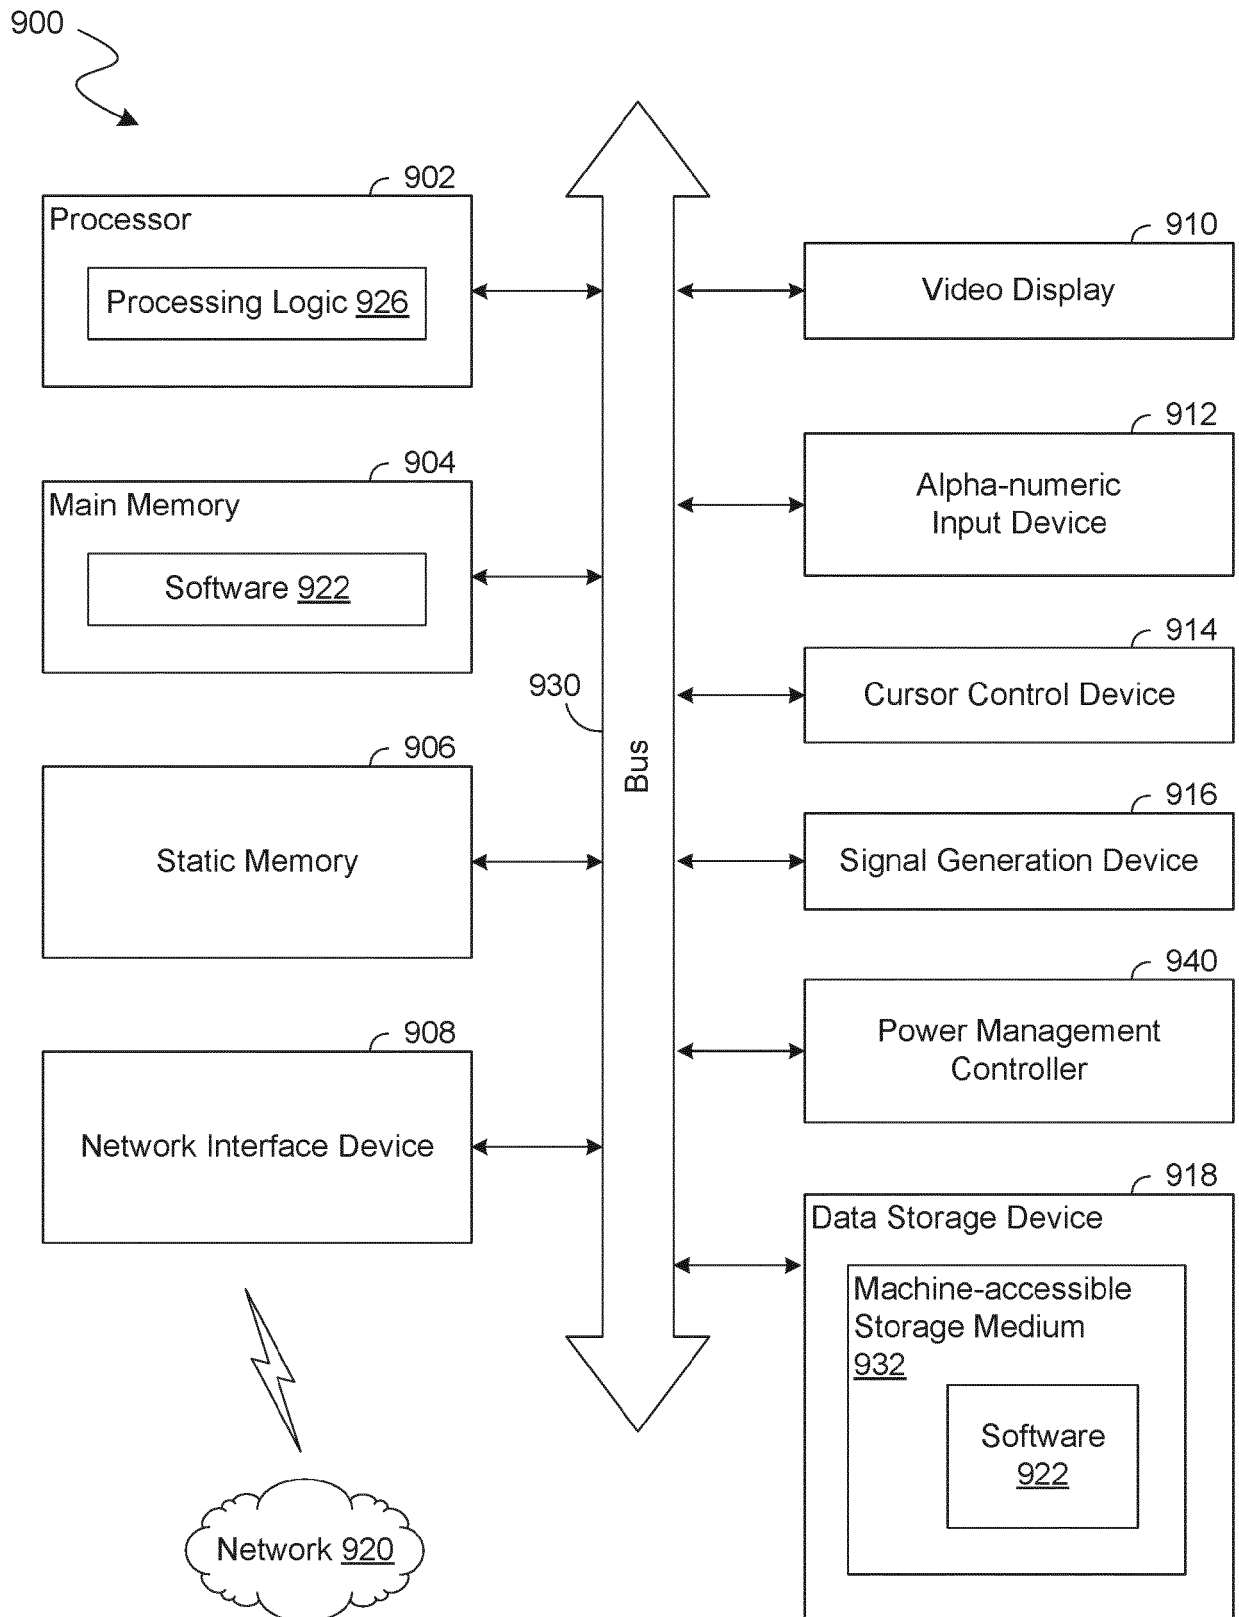 900
902
Processor
Processing Logic 926
904
Main Memory
Software 922
906
Static Memory
908
Network Interface Device
Network 920
930
Bus
910
Video Display
912
Alpha-numeric
Input Device
914
Cursor Control Device
916
Signal Generation Device
940
Power Management
Controller
918
Data Storage Device
Machine-accessible
Storage Medium
932
Software
922